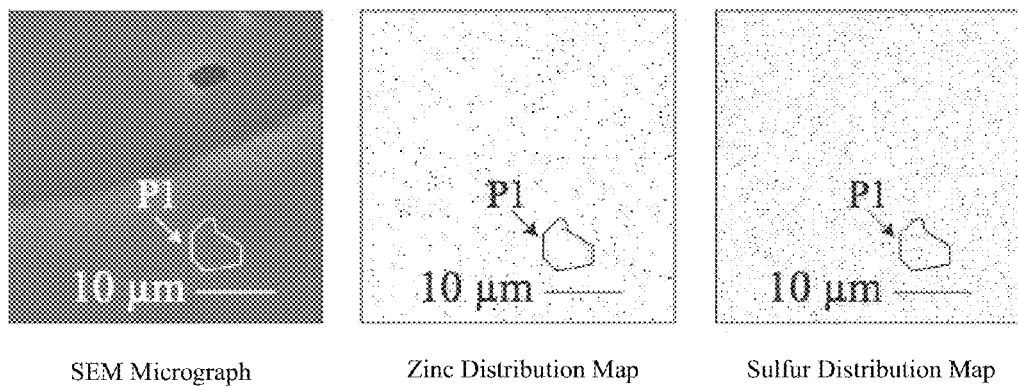 P1
10 µm
SEM Micrograph
P1
10 µm
Zinc Distribution Map
P1
10 µm
Sulfur Distribution Map